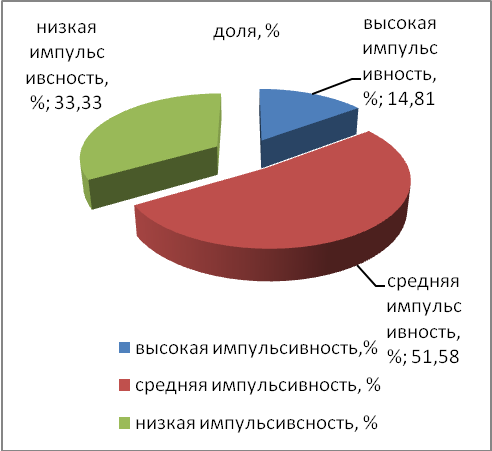 доля, %
низкая
импульс
ивсность,
%; 33,33
высокая
импульс
ивность,
%; 14,81
средняя
импульс
ивность,
%; 51,58
высокая импульсивность,%
средняя импульсивность, %
низкая импульсивсность, %